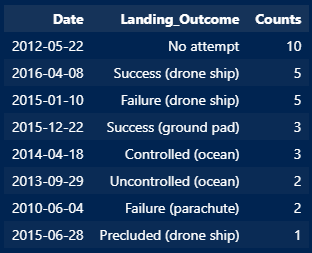 Date Landing_Outcome Counts
2012-05-22 No attempt 10
2016-04-08 Success (drone ship) 5
2015-01-10 Failure (drone ship) 5
2015-12-22 Success (ground pad) 3
2014-04-18 Controlled (ocean) 3
2013-09-29 Uncontrolled (ocean) 2
2010-06-04 Failure (parachute) 2
2015-06-28 Precluded (drone ship) 1